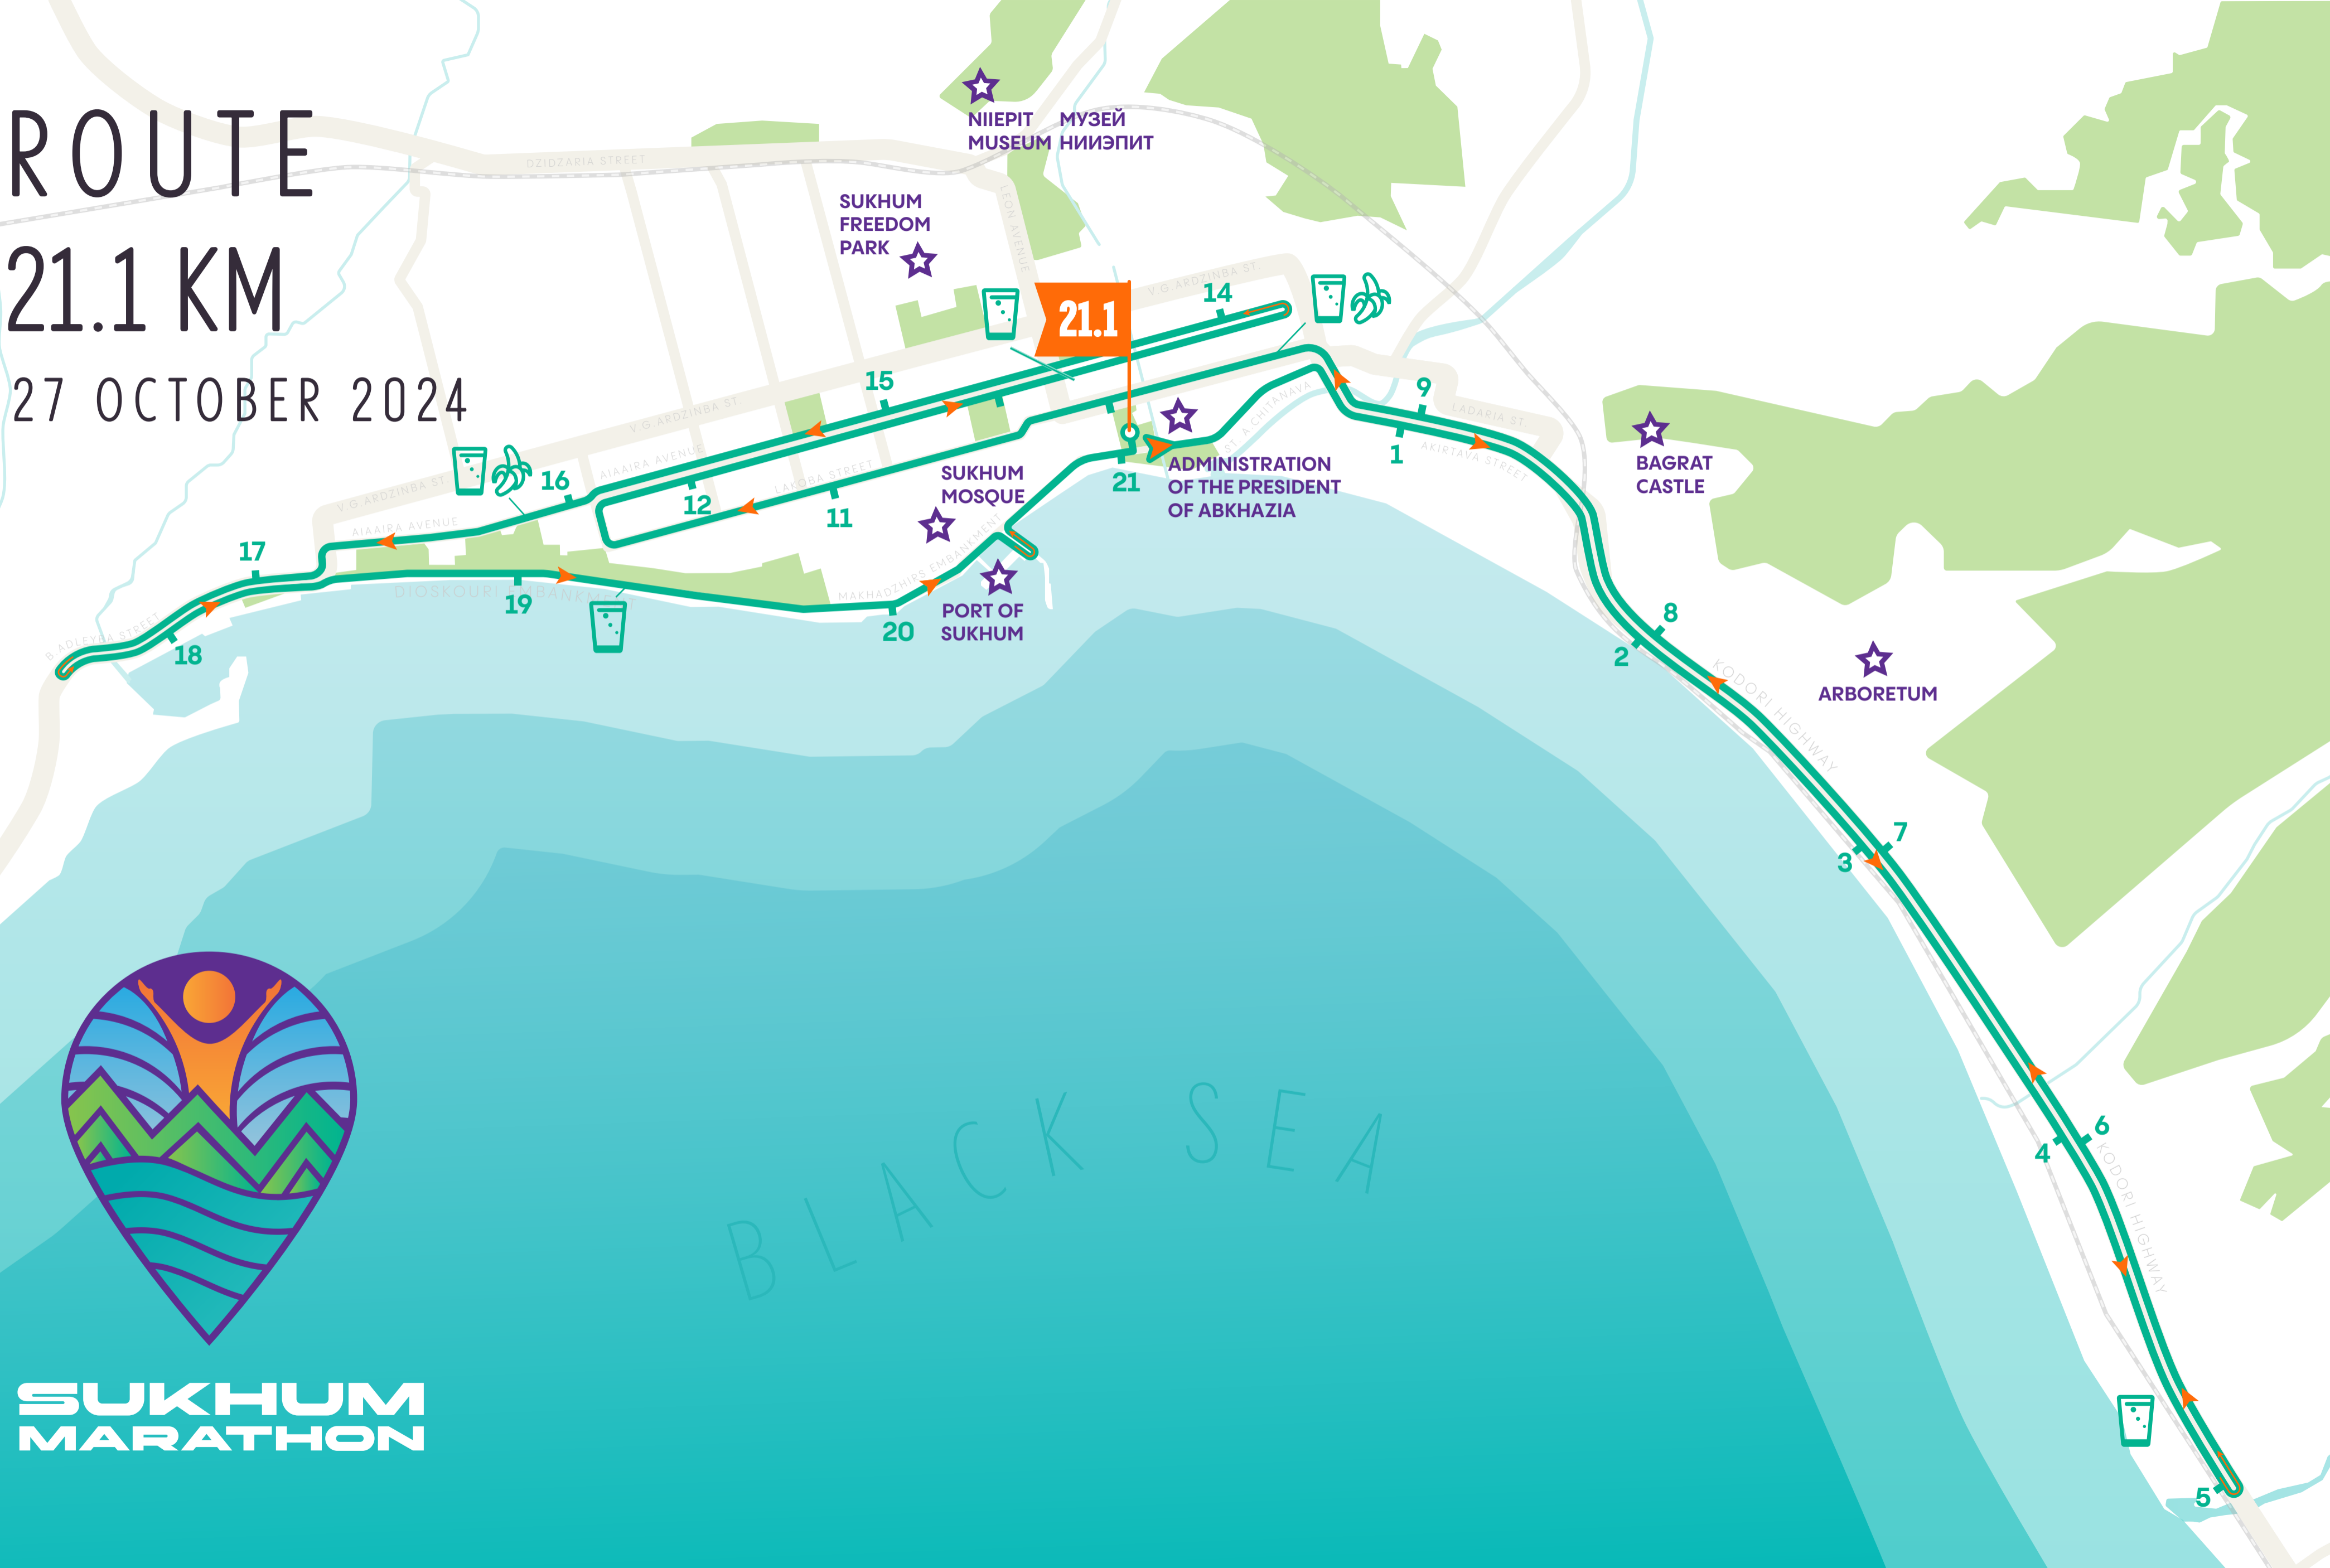 ROUTE
21.1 KM
27 OCTOBER 2024
NIIEPIT МУЗЕЙ
MUSEUM НИИЭПИТ
DZIDZARIA STREET
LEON AVENUE
SUKHUM
FREEDOM
PARK
V.G. ARDZINBA ST.
14
21.1
15
9
LADARIA ST.
V.G. ARDZINBA ST.
AKIRTAVA STREET
1
BAGRAT
CASTLE
ADMINISTRATION
OF THE PRESIDENT
OF ABKHAZIA
21
SUKHUM
MOSQUE
AIAAIRA AVENUE
LAKOBA STREET
16
12
11
V.G. ARDZINBA ST.
AIAAIRA AVENUE
17
DIOSKOURI EMBANKMENT
19
MAKHADZHIRS EMBANKMENT
20
PORT OF
SUKHUM
18
8
2
KODORI HIGHWAY
ARBORETUM
7
3
6
4
KODORI HIGHWAY
5
BLACK SEA
SUKHUM
MARATHON